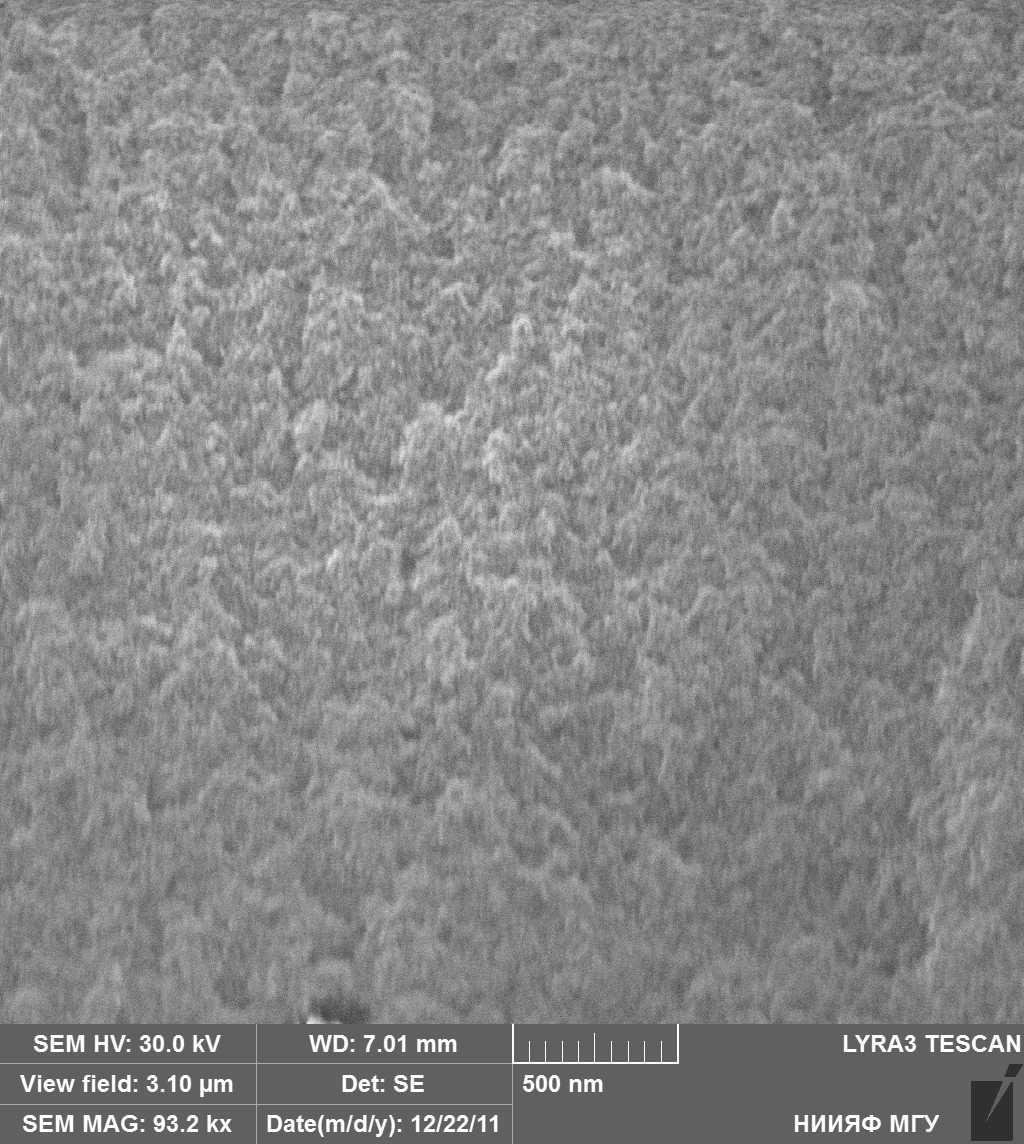 SEM HV: 30.0 kV WD: 7.01 mm LYRA3 TESCAN
View field: 3.10 µm Det: SE 500 nm
SEM MAG: 93.2 kx Date(m/d/y): 12/22/11 НИИЯФ МГУ